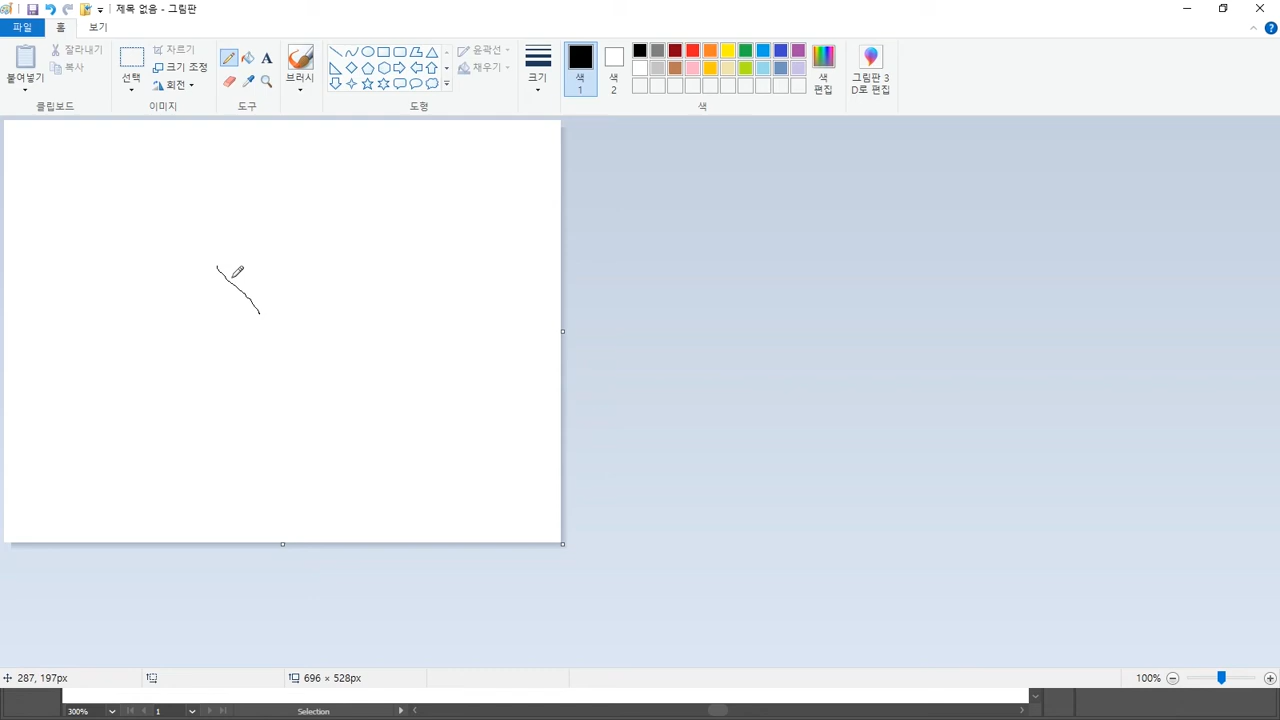 제목 없음 - 그림판
파일 홈 보기
붙여넣기 잘라내기 복사 클립보드
선택 자르기 크기 조정 회전 이미지
A 도구
브러시
윤곽선 채우기 도형
크기
색 1
색 2
색 편집
색
그림판 3D로 편집
287, 197px
696 × 528px
100%
300% 1 Selection